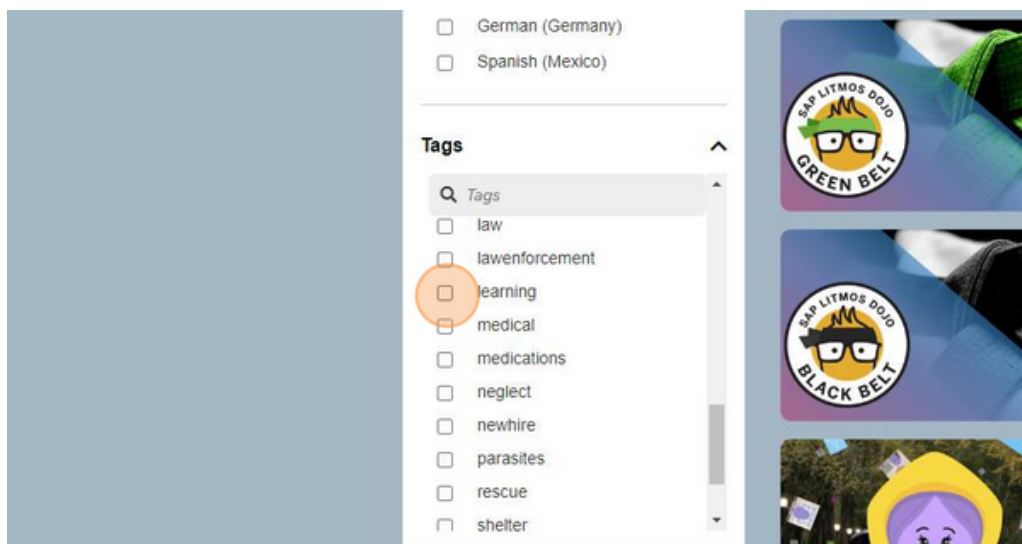 German (Germany)
Spanish (Mexico)
Tags
Tags
law
lawenforcement
learning
medical
medications
neglect
newhire
parasites
rescue
shelter
SAP LITMOS DOJO
GREEN BELT
SAP LITMOS DOJO
BLACK BELT